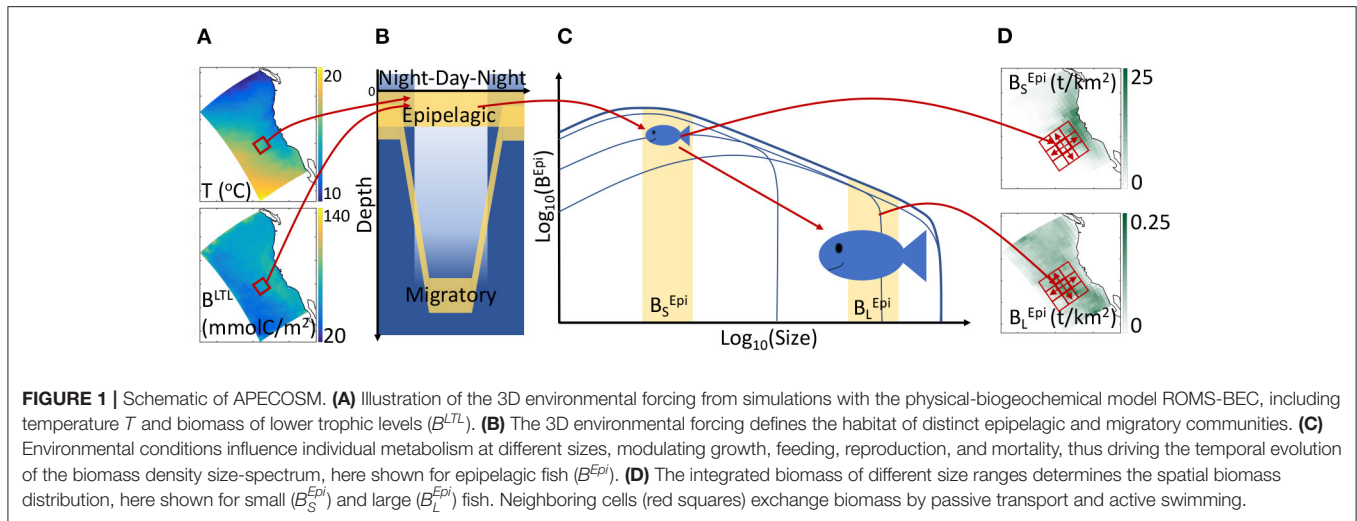 A
B
C
D
20
T (°C)
10
140
B^LTL
(mmolC/m²)
20
Night-Day-Night
0
Epipelagic
Depth
Migratory
Log₁₀(B^Epi)
B_S^Epi
B_L^Epi
Log₁₀(Size)
B_S^Epi (t/km²)
25
0
0.25
B_L^Epi (t/km²)
0
FIGURE 1 | Schematic of APECOSM. (A) Illustration of the 3D environmental forcing from simulations with the physical-biogeochemical model ROMS-BEC, including
temperature T and biomass of lower trophic levels (B^LTL). (B) The 3D environmental forcing defines the habitat of distinct epipelagic and migratory communities. (C)
Environmental conditions influence individual metabolism at different sizes, modulating growth, feeding, reproduction, and mortality, thus driving the temporal evolution
of the biomass density size-spectrum, here shown for epipelagic fish (B^Epi). (D) The integrated biomass of different size ranges determines the spatial biomass
distribution, here shown for small (B_S^Epi) and large (B_L^Epi) fish. Neighboring cells (red squares) exchange biomass by passive transport and active swimming.